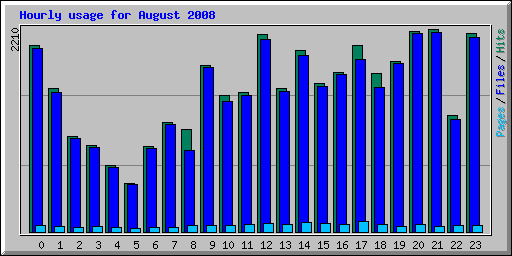 Hourly usage for August 2008
2210
Pages/Files/Hits
0 1 2 3 4 5 6 7 8 9 10 11 12 13 14 15 16 17 18 19 20 21 22 23